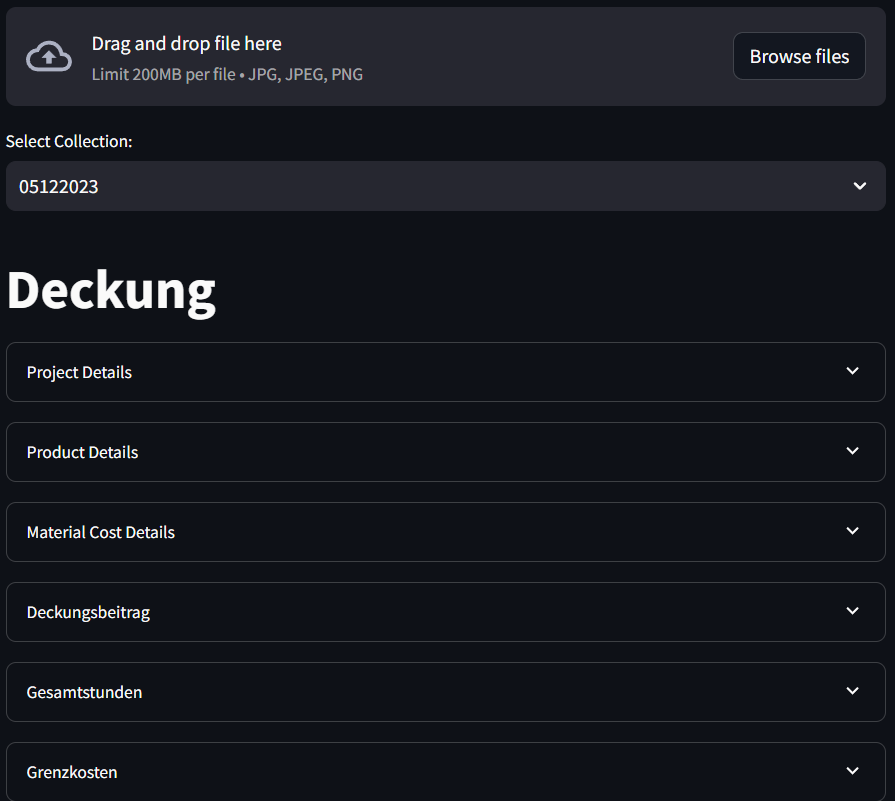 Drag and drop file here
Limit 200MB per file • JPG, JPEG, PNG
Browse files
Select Collection:
05122023
Deckung
Project Details
Product Details
Material Cost Details
Deckungsbeitrag
Gesamtstunden
Grenzkosten